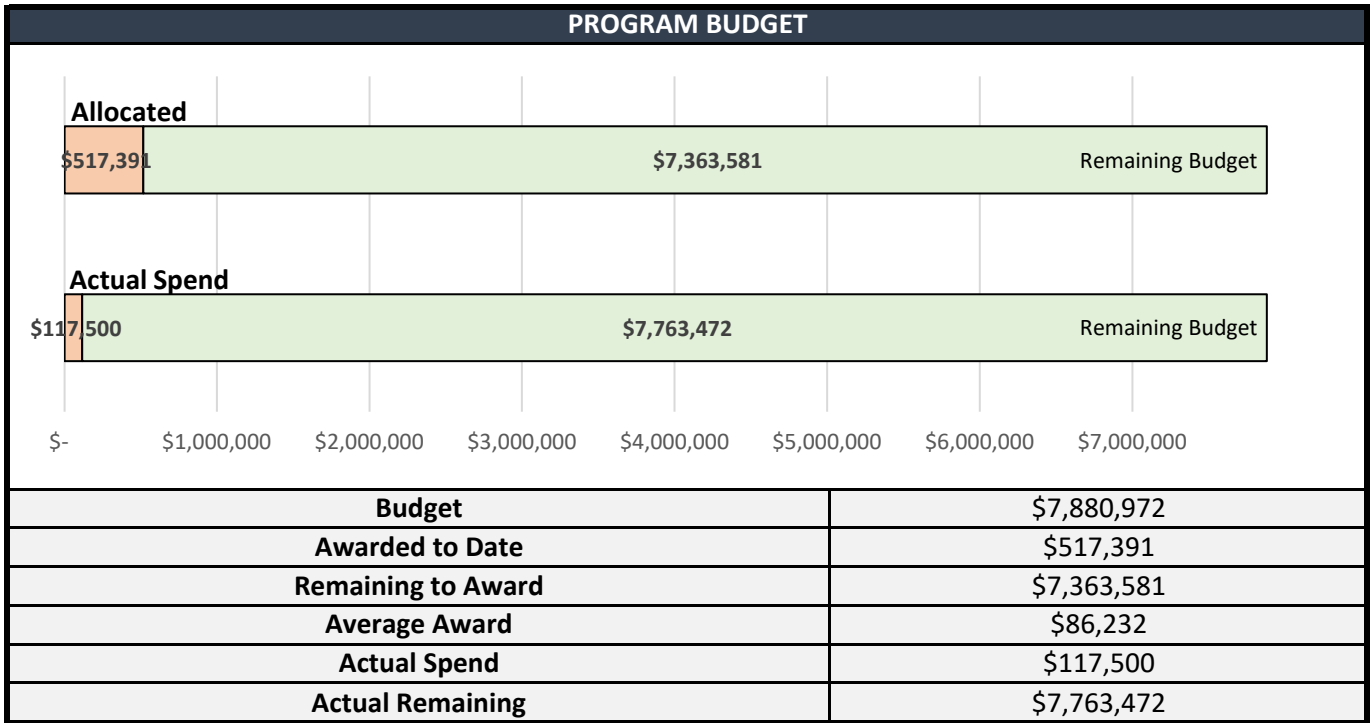 PROGRAM BUDGET
Allocated
$517,391 $7,363,581 Remaining Budget
Actual Spend
$117,500 $7,763,472 Remaining Budget
$- $1,000,000 $2,000,000 $3,000,000 $4,000,000 $5,000,000 $6,000,000 $7,000,000
Budget $7,880,972
Awarded to Date $517,391
Remaining to Award $7,363,581
Average Award $86,232
Actual Spend $117,500
Actual Remaining $7,763,472